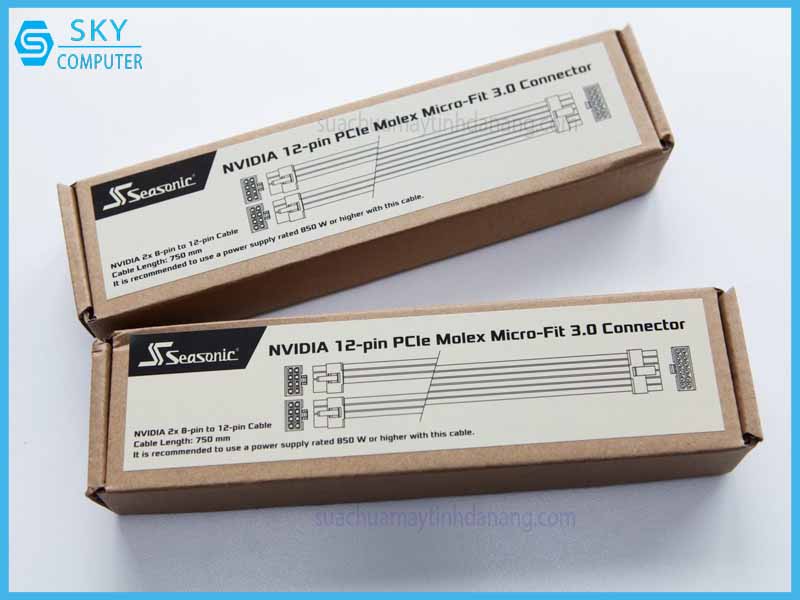 SKY
COMPUTER
NVIDIA 12-pin PCIe Molex Micro-Fit 3.0 Connector
suachuamaytinhdanang.com
Seasonic
NVIDIA 2x 8-pin to 12-pin Cable
Cable Length: 750 mm
It is recommended to use a power supply rated 850 W or higher with this cable.
Seasonic
NVIDIA 12-pin PCIe Molex Micro-Fit 3.0 Connector
NVIDIA 2x 8-pin to 12-pin Cable
Cable Length: 750 mm
It is recommended to use a power supply rated 850 W or higher with this cable.
suachuamaytinhdanang.com